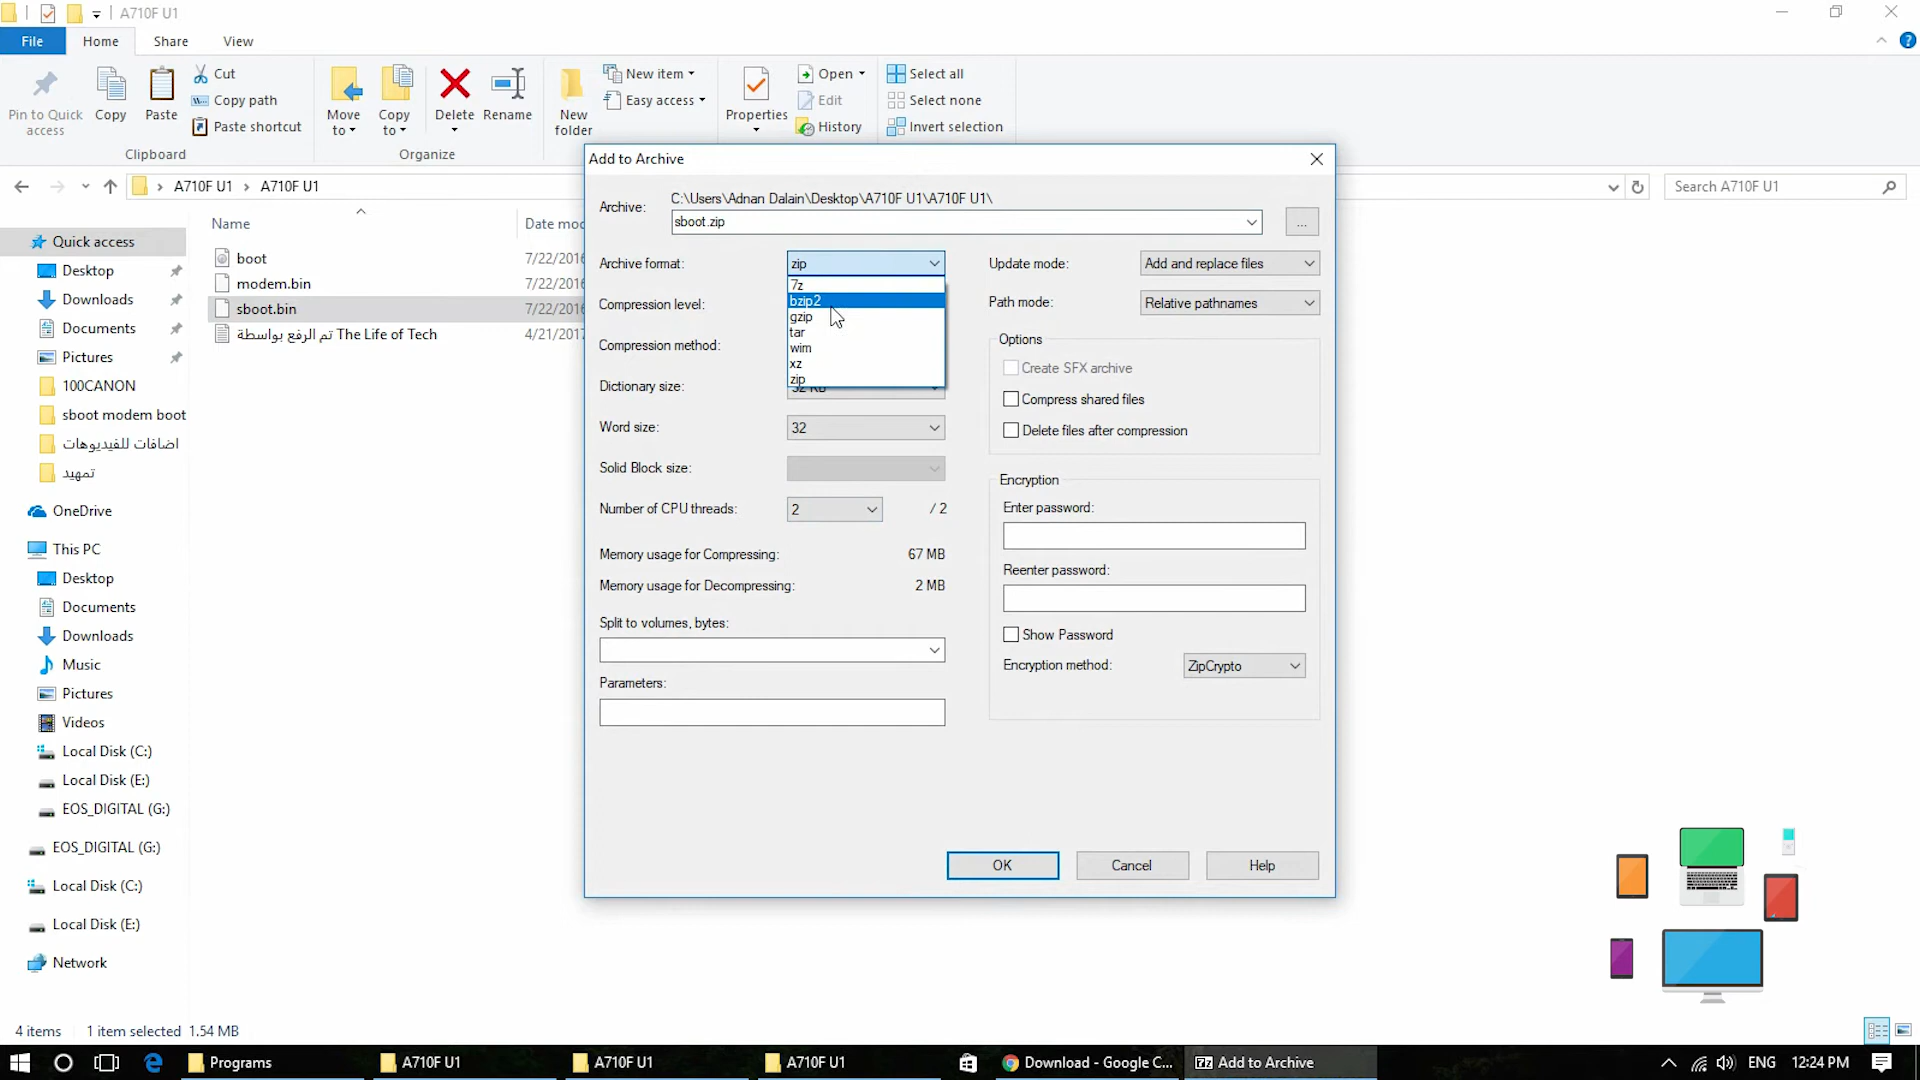 A710F U1
File
Home
Share
View
Pin to Quick access
Copy
Paste
Cut
Copy path
Paste shortcut
Clipboard
Move to
Copy to
Delete
Rename
Organize
New folder
New item
Easy access
Properties
Open
Edit
History
Select all
Select none
Invert selection
A710F U1
A710F U1
Search A710F U1
Name
Date mod
boot
7/22/2016
modem.bin
7/22/2016
sboot.bin
7/22/2016
تم الرفع بواسطة The Life of Tech
4/21/2017
Quick access
Desktop
Downloads
Documents
Pictures
100CANON
sboot modem boot
اضافات للفيديوهات
تمهيد
OneDrive
This PC
Desktop
Documents
Downloads
Music
Pictures
Videos
Local Disk (C:)
Local Disk (E:)
EOS_DIGITAL (G:)
EOS_DIGITAL (G:)
Local Disk (C:)
Local Disk (E:)
Network
4 items
1 item selected 1.54 MB
Add to Archive
Archive:
C:\Users\Adnan Dalain\Desktop\A710F U1\A710F U1\
sboot.zip
...
Archive format:
zip
7z
bzip2
gzip
tar
wim
xz
zip
Compression level:
Compression method:
Dictionary size:
32 KB
Word size:
32
Solid Block size:
Number of CPU threads:
2
/ 2
Memory usage for Compressing:
67 MB
Memory usage for Decompressing:
2 MB
Split to volumes, bytes:
Parameters:
Update mode:
Add and replace files
Path mode:
Relative pathnames
Options
Create SFX archive
Compress shared files
Delete files after compression
Encryption
Enter password:
Reenter password:
Show Password
Encryption method:
ZipCrypto
OK
Cancel
Help
Programs
A710F U1
A710F U1
A710F U1
Download - Google C...
7z
Add to Archive
ENG
12:24 PM